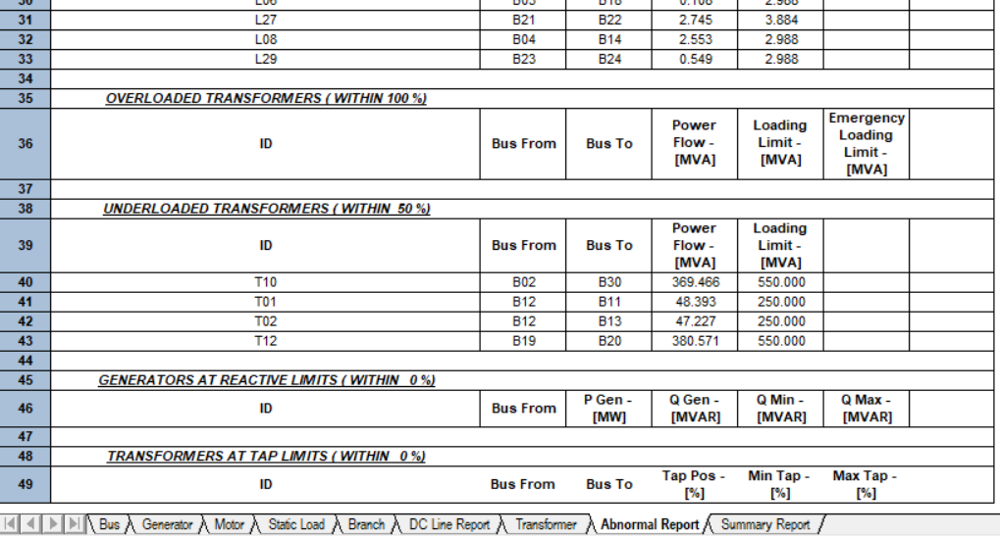 30 L06 B03 B18 0.108 2.988
31 L27 B21 B22 2.745 3.884
32 L08 B04 B14 2.553 2.988
33 L29 B23 B24 0.549 2.988
34
35 OVERLOADED TRANSFORMERS ( WITHIN 100 %)
36 ID Bus From Bus To Power Flow - [MVA] Loading Limit - [MVA] Emergency Loading Limit - [MVA]
37
38 UNDERLOADED TRANSFORMERS ( WITHIN 50 %)
39 ID Bus From Bus To Power Flow - [MVA] Loading Limit - [MVA]
40 T10 B02 B30 369.466 550.000
41 T01 B12 B11 48.393 250.000
42 T02 B12 B13 47.227 250.000
43 T12 B19 B20 380.571 550.000
44
45 GENERATORS AT REACTIVE LIMITS ( WITHIN 0 %)
46 ID Bus From P Gen - [MW] Q Gen - [MVAR] Q Min - [MVAR] Q Max - [MVAR]
47
48 TRANSFORMERS AT TAP LIMITS ( WITHIN 0 %)
49 ID Bus From Bus To Tap Pos - [%] Min Tap - [%] Max Tap - [%]
Bus Generator Motor Static Load Branch DC Line Report Transformer Abnormal Report Summary Report